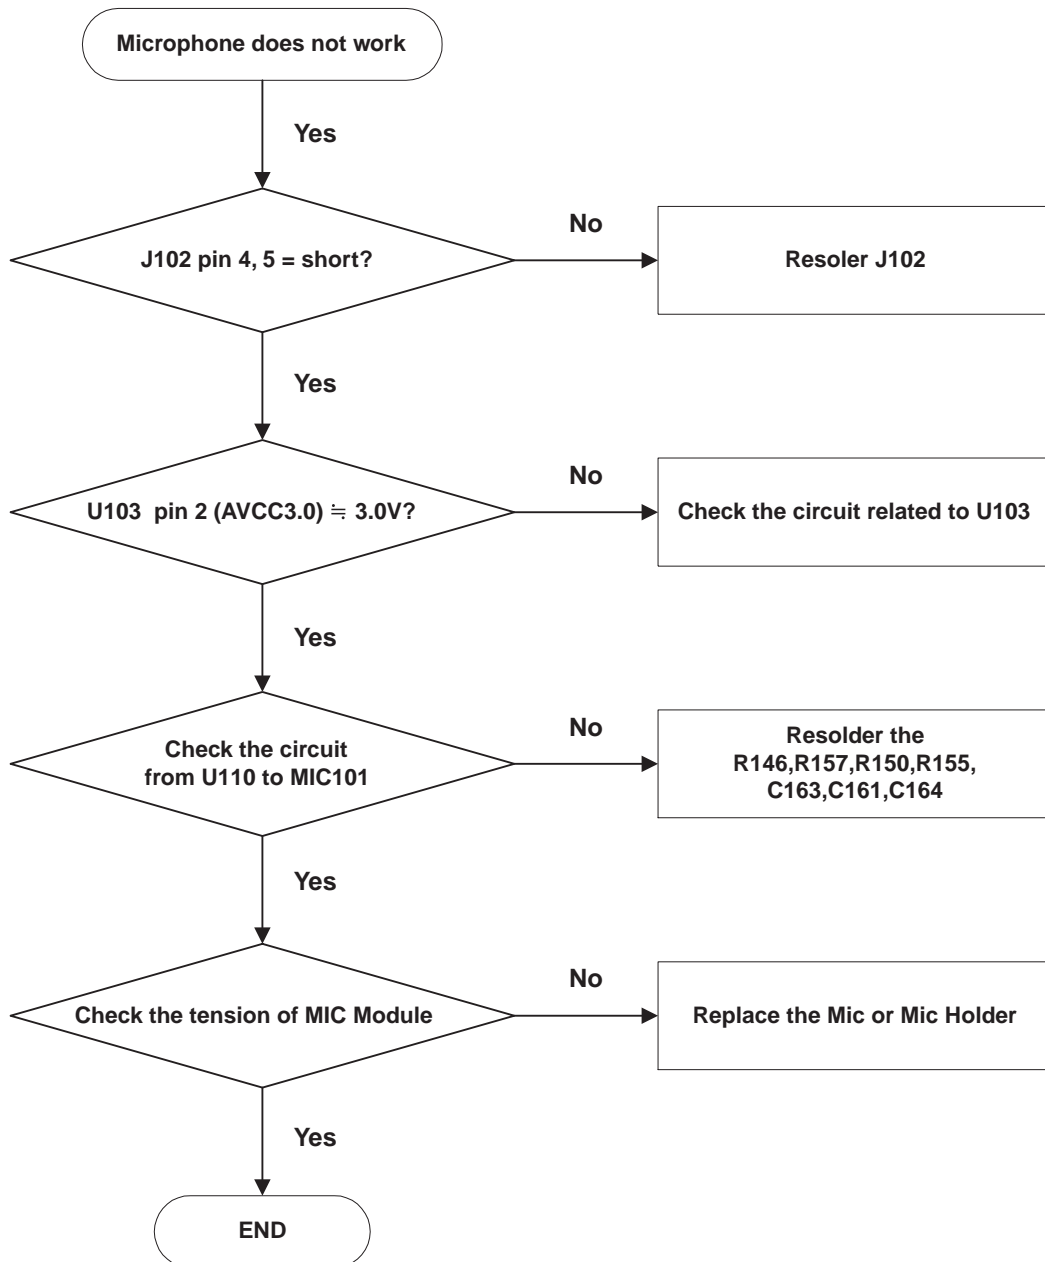 Microphone does not work
Yes
J102 pin 4, 5 = short?
No
Resoler J102
Yes
U103 pin 2 (AVCC3.0) ≒ 3.0V?
No
Check the circuit related to U103
Yes
Check the circuit
from U110 to MIC101
No
Resolder the
R146,R157,R150,R155,
C163,C161,C164
Yes
Check the tension of MIC Module
No
Replace the Mic or Mic Holder
Yes
END